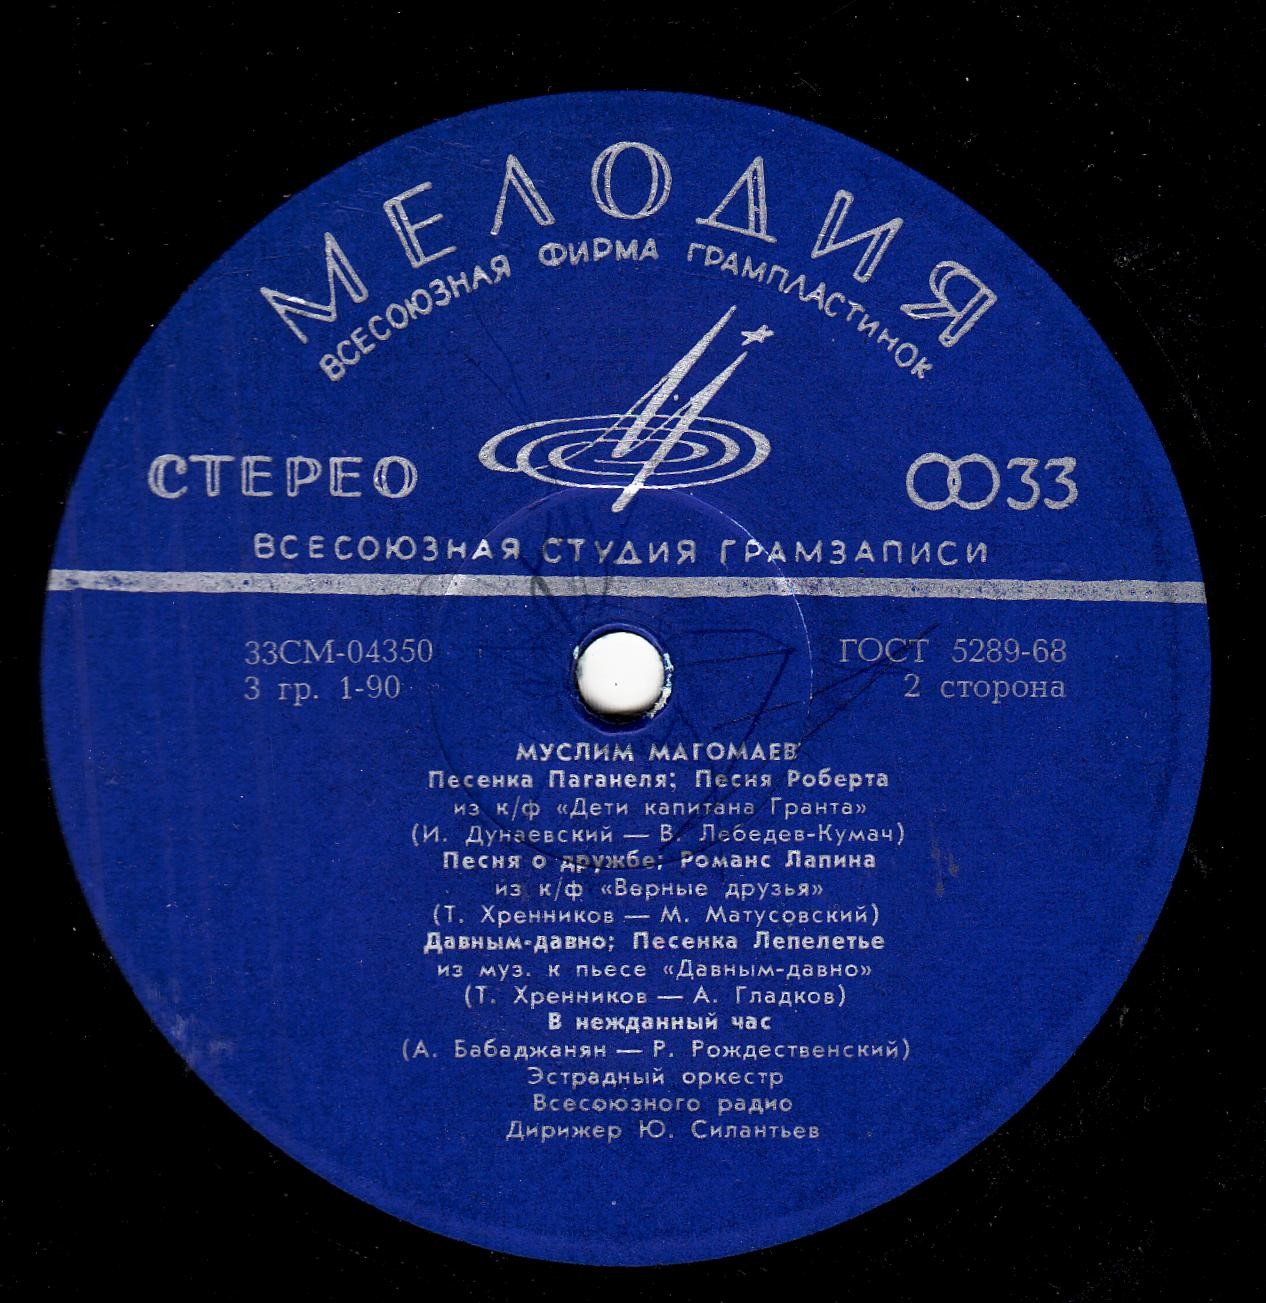 МЕЛОДИЯ
ВСЕСОЮЗНАЯ ФИРМА ГРАМПЛАСТИНОК
СТЕРЕО
33
ВСЕСОЮЗНАЯ СТУДИЯ ГРАМЗАПИСИ
33СМ-04350
ГОСТ 5289-68
3 гр. 1-90
2 сторона
МУСЛИМ МАГОМАЕВ
Песенка Паганеля; Песня Роберта
из к/ф «Дети капитана Гранта»
(И. Дунаевский — В. Лебедев-Кумач)
Песня о дружбе; Романс Лапина
из к/ф «Верные друзья»
(Т. Хренников — М. Матусовский)
Давным-давно; Песенка Лепелетье
из муз. к пьесе «Давным-давно»
(Т. Хренников — А. Гладков)
В нежданный час
(А. Бабаджанян — Р. Рождественский)
Эстрадный оркестр
Всесоюзного радио
Дирижер Ю. Силантьев